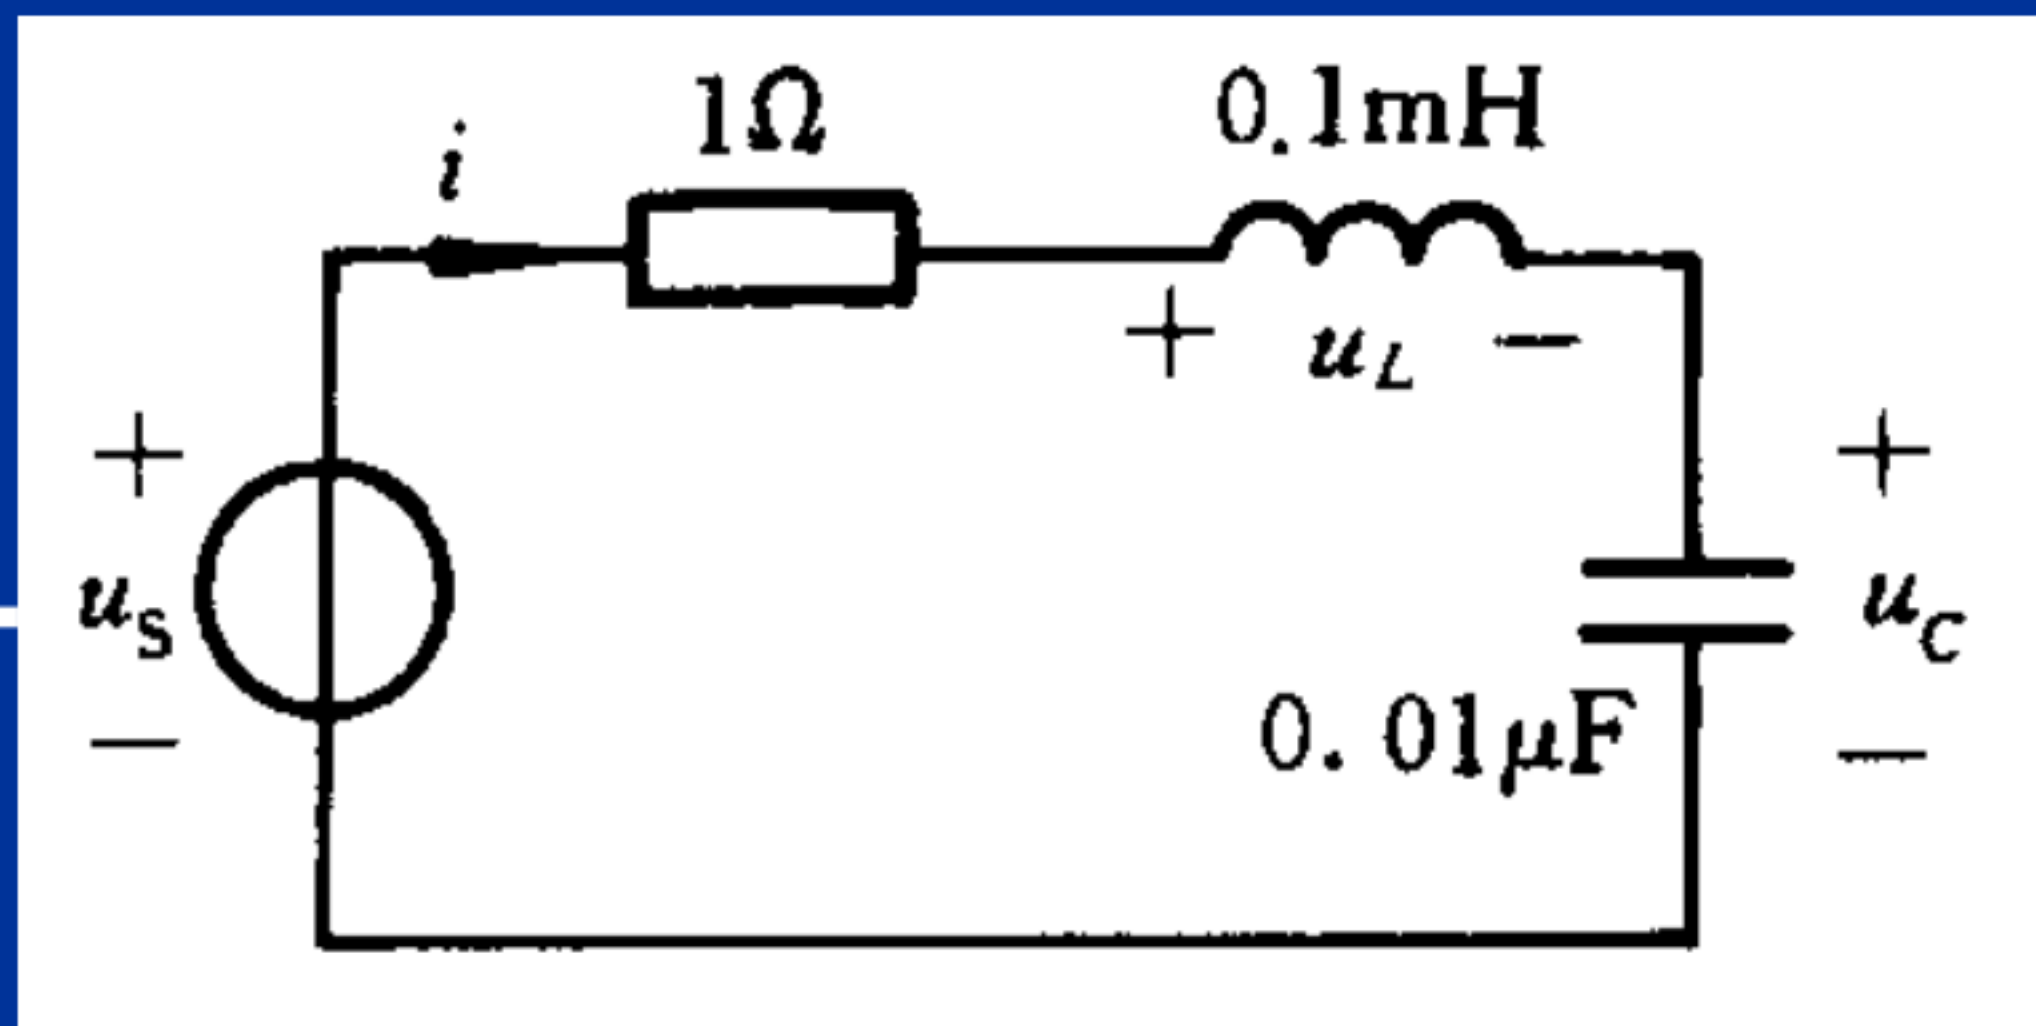 i
1Ω
0.1mH
+ u_L −
+
u_S
−
+
u_C
−
0.01μF